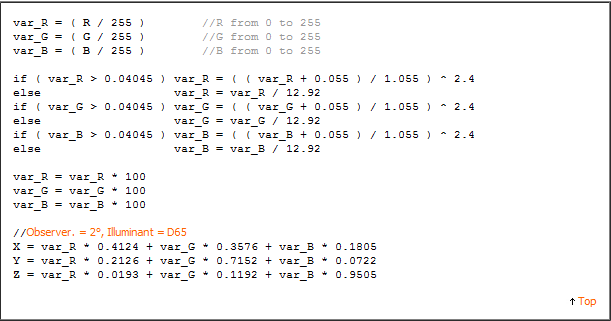 var_R = ( R / 255 )        //R from 0 to 255
var_G = ( G / 255 )        //G from 0 to 255
var_B = ( B / 255 )        //B from 0 to 255
if ( var_R > 0.04045 ) var_R = ( ( var_R + 0.055 ) / 1.055 ) ^ 2.4
else                   var_R = var_R / 12.92
if ( var_G > 0.04045 ) var_G = ( ( var_G + 0.055 ) / 1.055 ) ^ 2.4
else                   var_G = var_G / 12.92
if ( var_B > 0.04045 ) var_B = ( ( var_B + 0.055 ) / 1.055 ) ^ 2.4
else                   var_B = var_B / 12.92
var_R = var_R * 100
var_G = var_G * 100
var_B = var_B * 100
//Observer. = 2°, Illuminant = D65
X = var_R * 0.4124 + var_G * 0.3576 + var_B * 0.1805
Y = var_R * 0.2126 + var_G * 0.7152 + var_B * 0.0722
Z = var_R * 0.0193 + var_G * 0.1192 + var_B * 0.9505
↑ Top